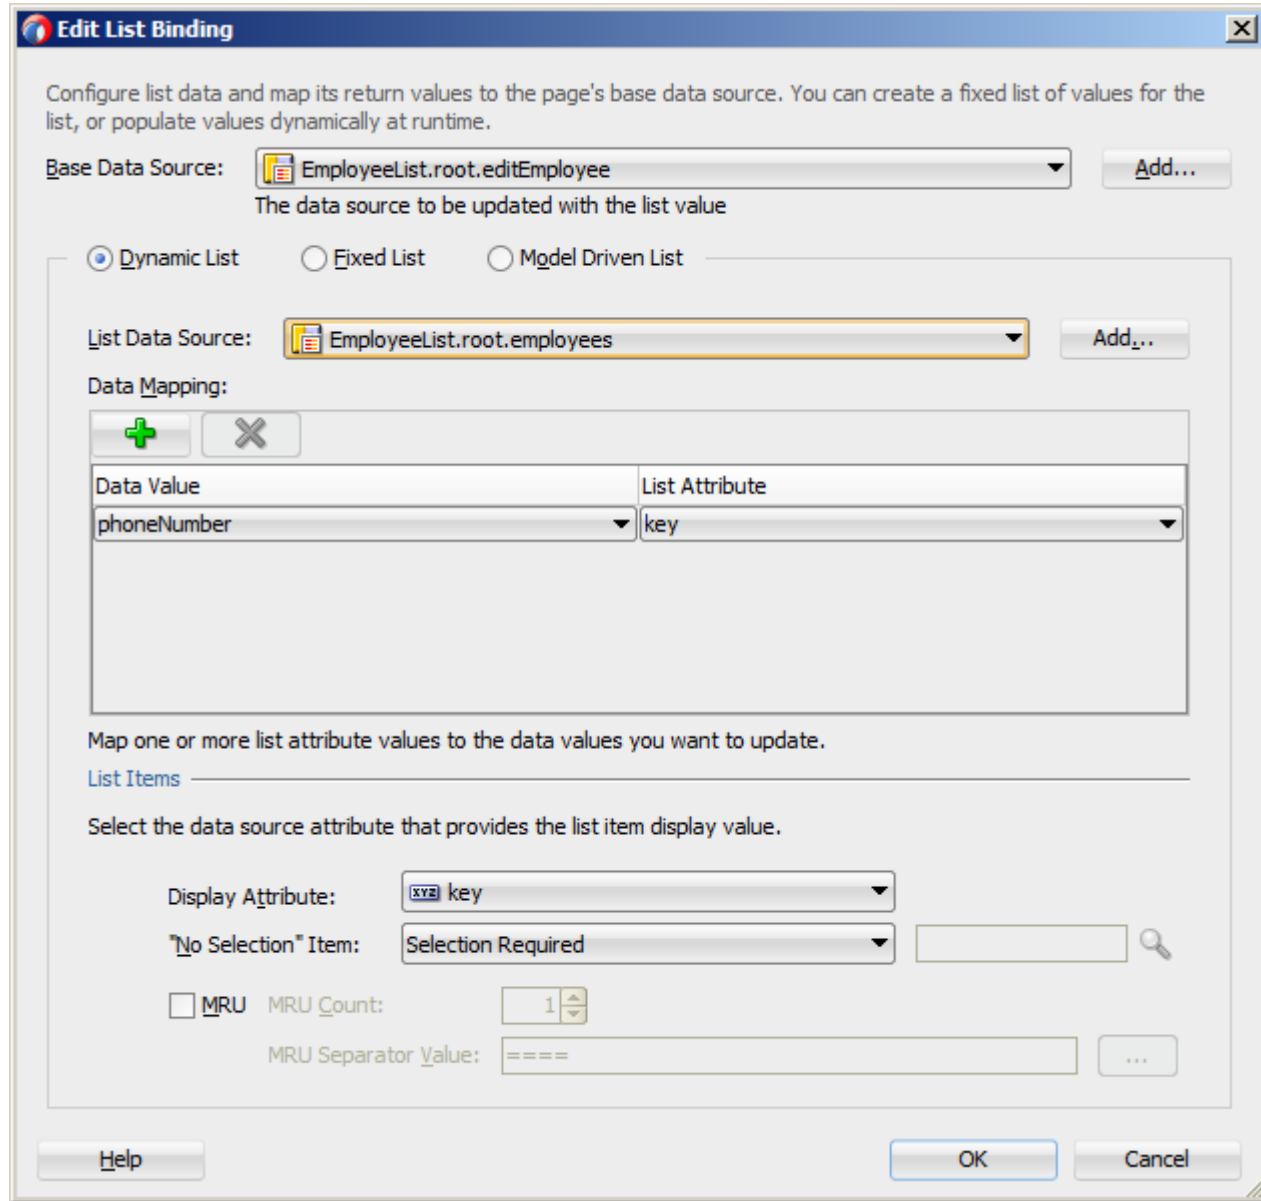 Edit List Binding
Configure list data and map its return values to the page's base data source. You can create a fixed list of values for the
list, or populate values dynamically at runtime.
Base Data Source: EmployeeList.root.editEmployee Add...
The data source to be updated with the list value
Dynamic List Fixed List Model Driven List
List Data Source: EmployeeList.root.employees Add...
Data Mapping:
Data Value List Attribute
phoneNumber key
Map one or more list attribute values to the data values you want to update.
List Items
Select the data source attribute that provides the list item display value.
Display Attribute: XYZ key
"No Selection" Item: Selection Required
MRU MRU Count: 1
MRU Separator Value: ====
...
Help OK Cancel